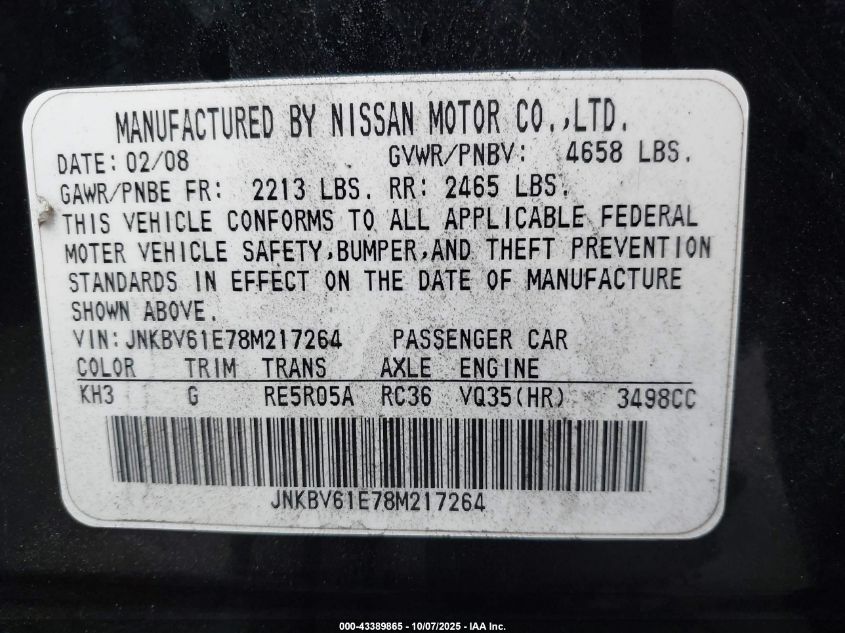 MANUFACTURED BY NISSAN MOTOR CO.,LTD.
DATE: 02/08 GVWR/PNBV: 4658 LBS.
GAWR/PNBE FR: 2213 LBS. RR: 2465 LBS.
THIS VEHICLE CONFORMS TO ALL APPLICABLE FEDERAL
MOTER VEHICLE SAFETY,BUMPER,AND THEFT PREVENTION
STANDARDS IN EFFECT ON THE DATE OF MANUFACTURE
SHOWN ABOVE.
VIN:JNKBV61E78M217264 PASSENGER CAR
COLOR TRIM TRANS AXLE ENGINE
KH3 G RE5R05A RC36 VQ35(HR) 3498CC
JNKBV61E78M217264
000-43389865 - 10/07/2025 - IAA Inc.